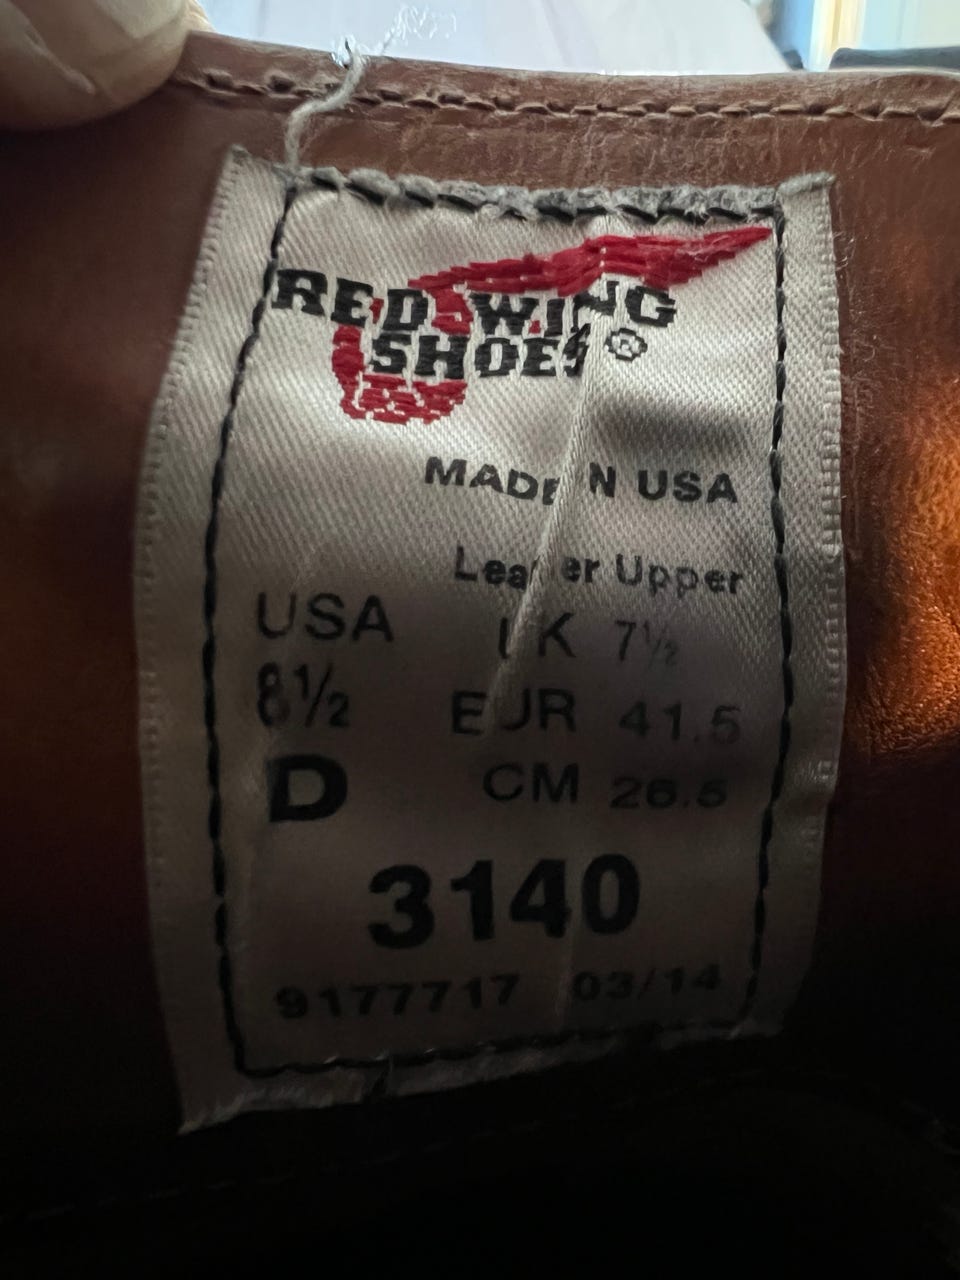 RED WING
SHOES ®
MADE IN USA
Leather Upper
USA
8½
D
UK 7½
EUR 41.5
CM 26.5
3140
9177717 03/14